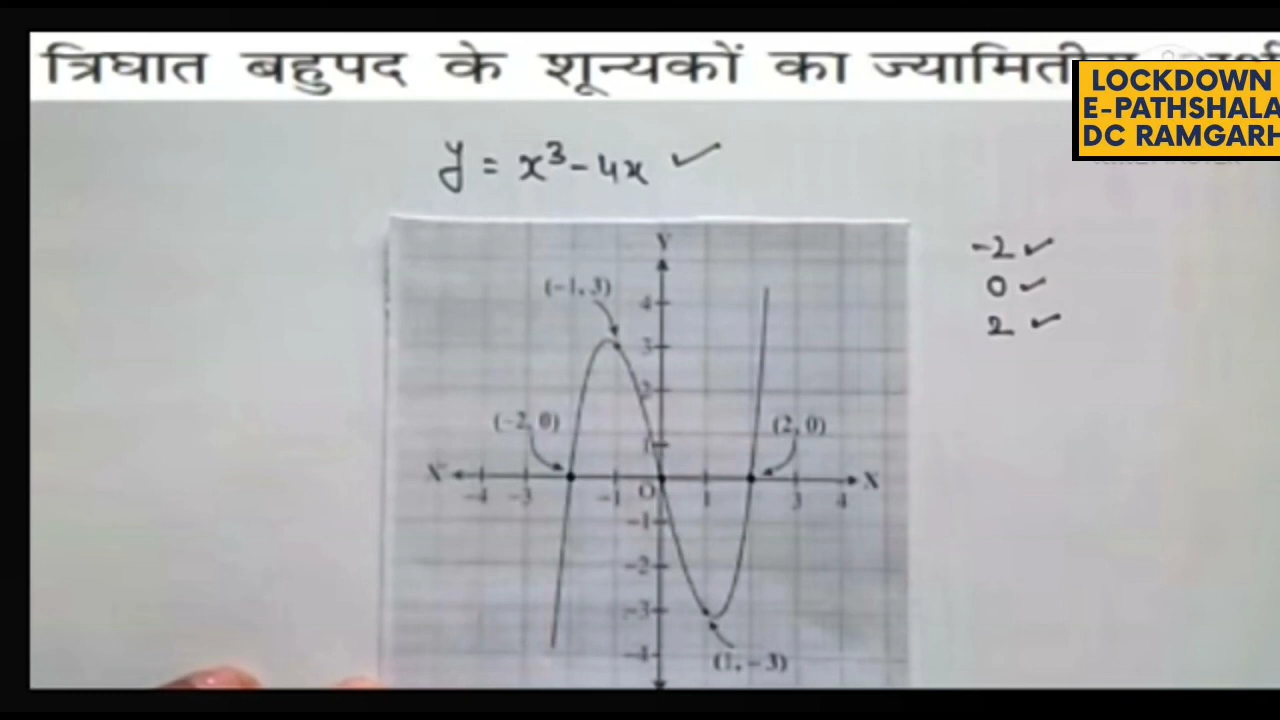 त्रिघात बहुपद के शून्यकों का
LOCKDOWN
E-PATHSHALA
DC RAMGARH
y = x³ - 4x ✓
-2 ✓
0 ✓
2 ✓
Y
(-1, 3)
4
3
2
1
(-2, 0)
(2, 0)
X' -4 -3 -1 O 1 3 4 X
-1
-2
-3
-4
(1, -3)